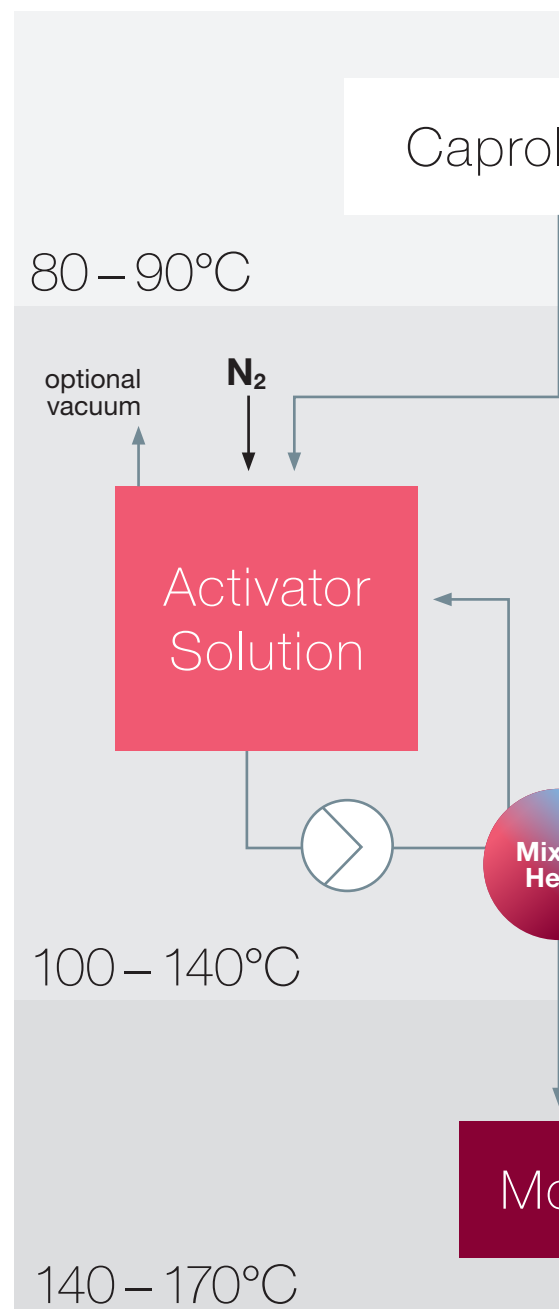 Caprol
80 – 90°C
optional
vacuum
N₂
Activator
Solution
Mix
He
100 – 140°C
Mo
140 – 170°C